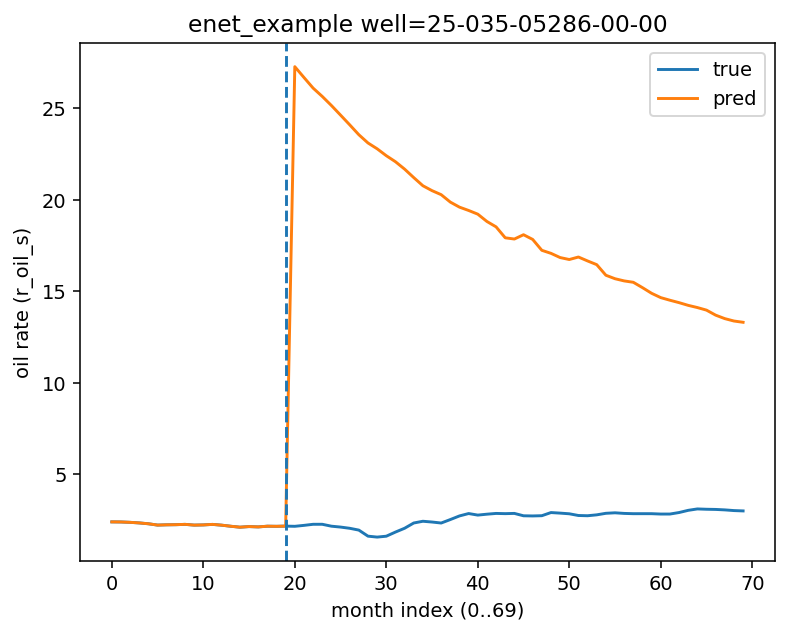 enet_example well=25-035-05286-00-00
true
pred
25
20
15
10
5
oil rate (r_oil_s)
0 10 20 30 40 50 60 70
month index (0..69)